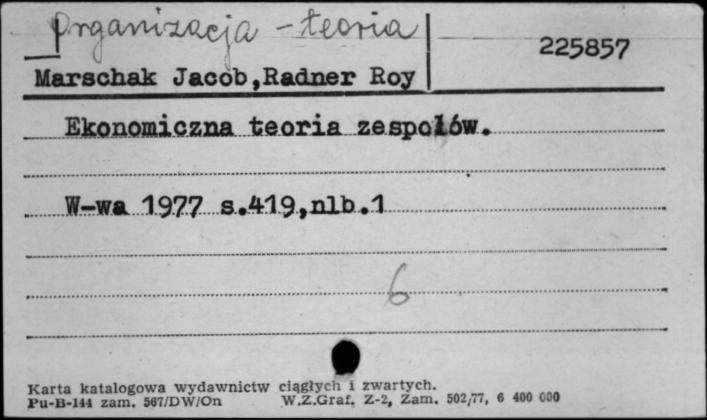 Organizacja - teoria
225857
Marschak Jacob,Radner Roy
Ekonomiczna teoria zespołów.
W-wa 1977 s.419,nlb.1
6
Karta katalogowa wydawnictw ciągłych i zwartych.
Pu-B-144 zam. 567/DW/On W.Z.Graf. Z-2, Zam. 502/77, 6 400 000